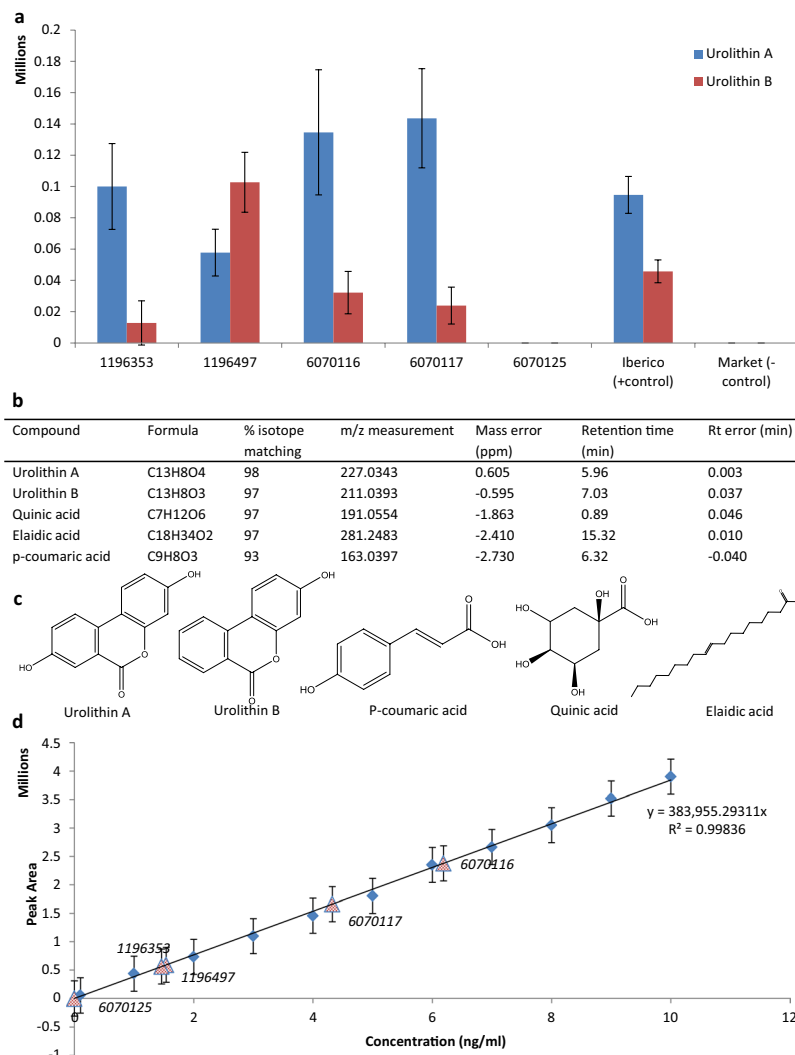 a
Millions
0.2
0.18
0.16
0.14
0.12
0.1
0.08
0.06
0.04
0.02
0
Urolithin A
Urolithin B
1196353 1196497 6070116 6070117 6070125 Iberico Market (-
(+control) control)
b
Compound Formula % isotope m/z measurement Mass error Retention time Rt error (min)
matching (ppm) (min)
Urolithin A C13H8O4 98 227.0343 0.605 5.96 0.003
Urolithin B C13H8O3 97 211.0393 -0.595 7.03 0.037
Quinic acid C7H12O6 97 191.0554 -1.863 0.89 0.046
Elaidic acid C18H34O2 97 281.2483 -2.410 15.32 0.010
p-coumaric acid C9H8O3 93 163.0397 -2.730 6.32 -0.040
c
OH
HO
O
O
Urolithin A
OH
O
O
Urolithin B
O
OH
HO
P-coumaric acid
OH
O
HO
OH
HO
OH
Quinic acid
O
Elaidic acid
d
Millions
Peak Area
4.5
4
3.5
3
2.5
2
1.5
1
0.5
0
-0.5
-1
y = 383,955.29311x
R² = 0.99836
6070116
6070117
1196353
1196497
6070125
0 2 4 6 8 10 12
Concentration (ng/ml)